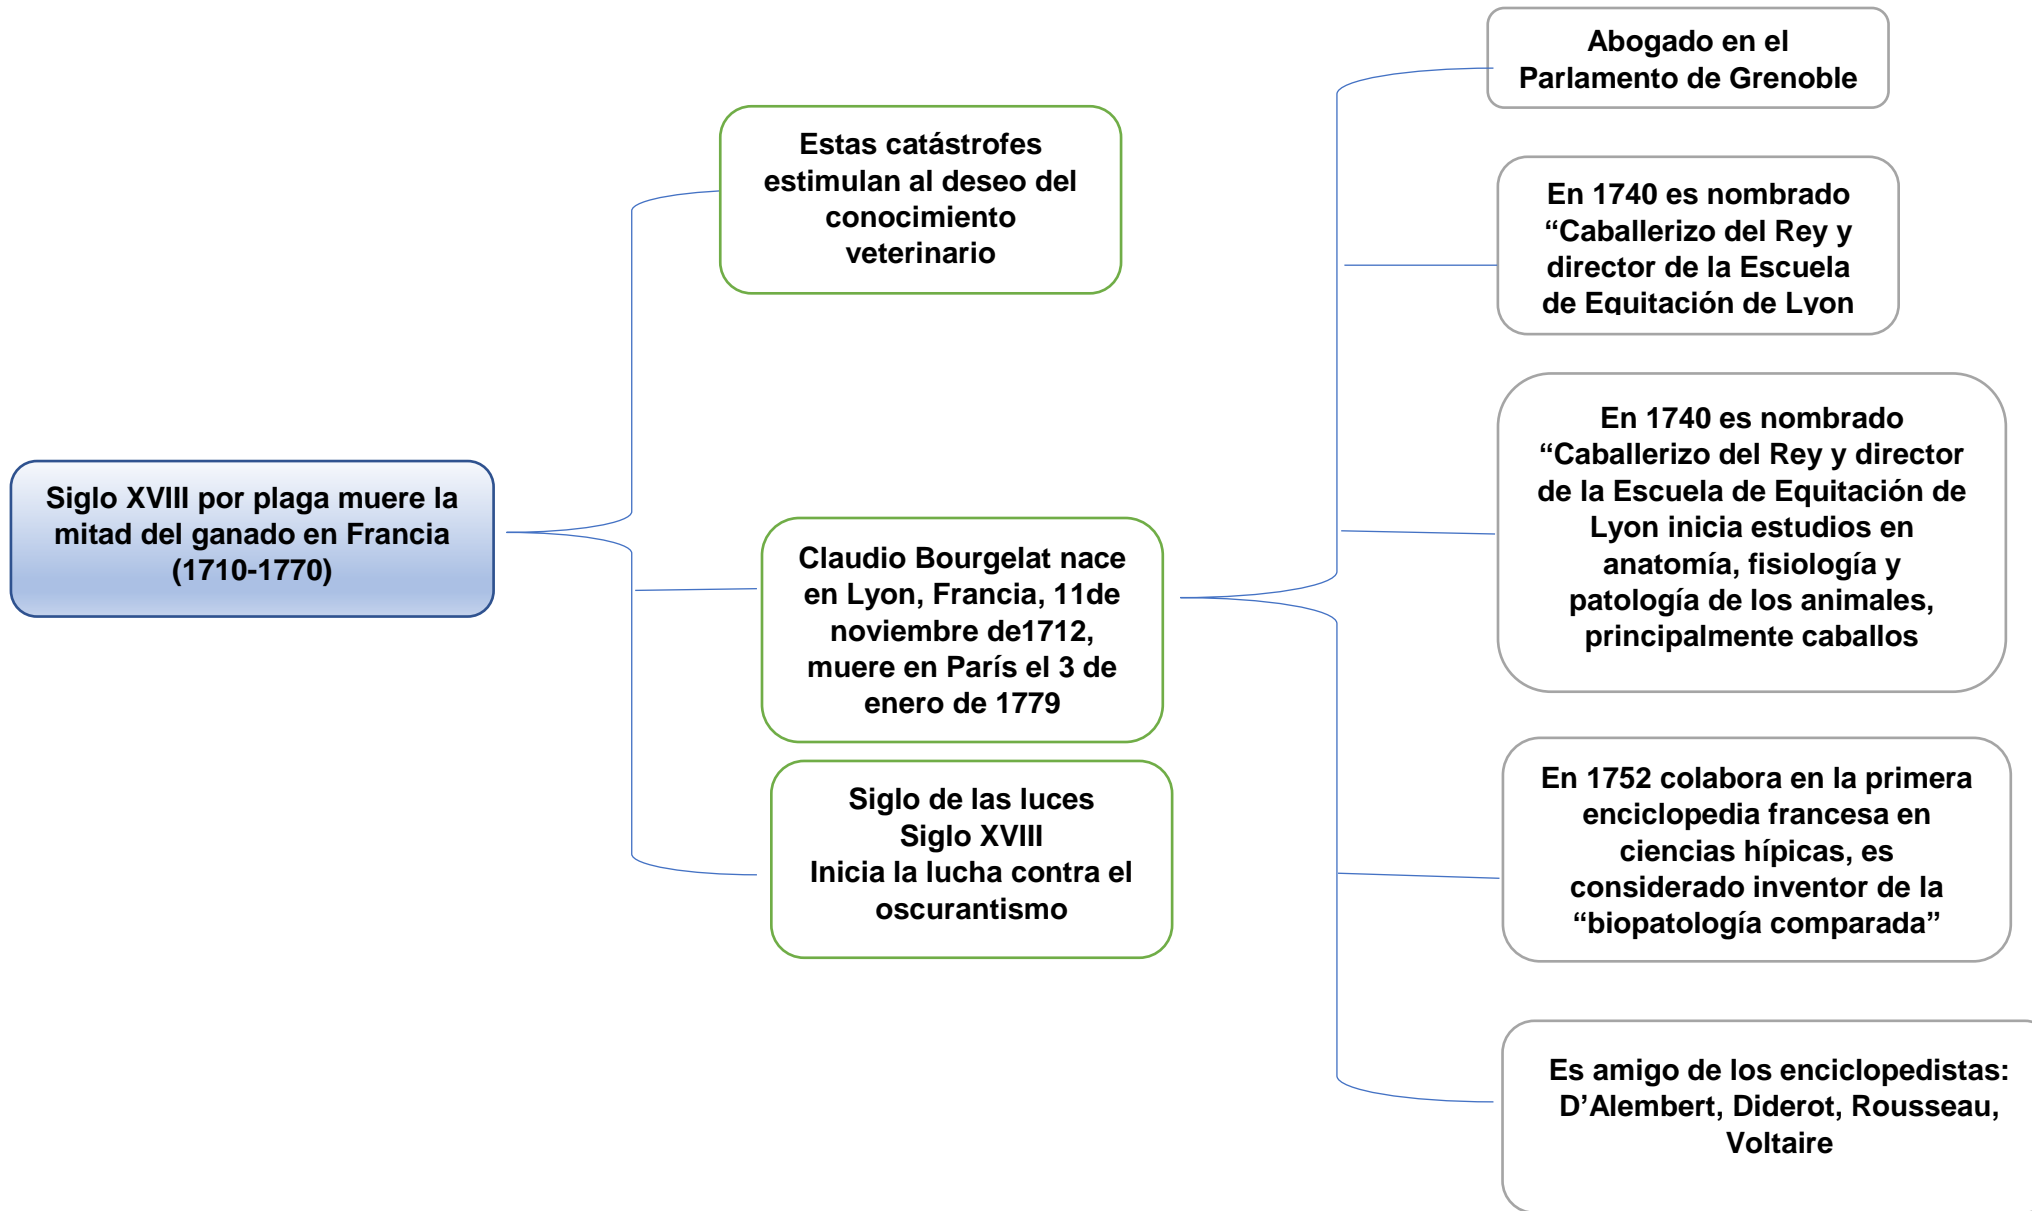 Siglo XVIII por plaga muere la
mitad del ganado en Francia
(1710-1770)
Estas catástrofes
estimulan al deseo del
conocimiento
veterinario
Claudio Bourgelat nace
en Lyon, Francia, 11de
noviembre de1712,
muere en París el 3 de
enero de 1779
Siglo de las luces
Siglo XVIII
Inicia la lucha contra el
oscurantismo
Abogado en el
Parlamento de Grenoble
En 1740 es nombrado
“Caballerizo del Rey y
director de la Escuela
de Equitación de Lyon
En 1740 es nombrado
“Caballerizo del Rey y director
de la Escuela de Equitación de
Lyon inicia estudios en
anatomía, fisiología y
patología de los animales,
principalmente caballos
En 1752 colabora en la primera
enciclopedia francesa en
ciencias hípicas, es
considerado inventor de la
“biopatología comparada”
Es amigo de los enciclopedistas:
D’Alembert, Diderot, Rousseau,
Voltaire